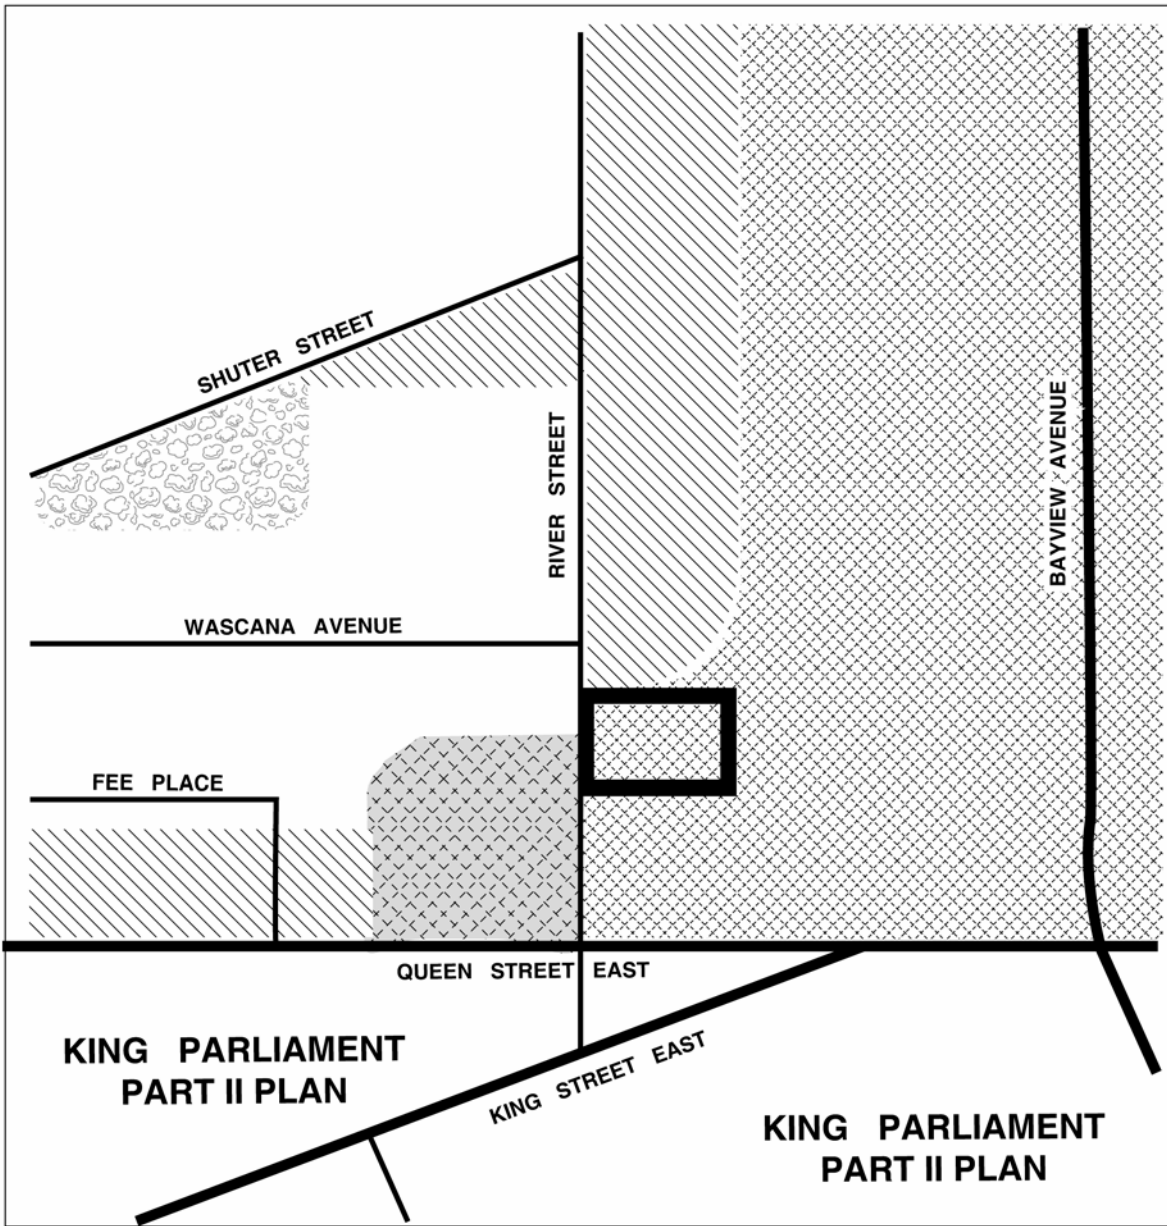 SHUTER STREET
RIVER STREET
BAYVIEW AVENUE
WASCANA AVENUE
FEE PLACE
QUEEN STREET EAST
KING PARLIAMENT
PART II PLAN
KING STREET EAST
KING PARLIAMENT
PART II PLAN